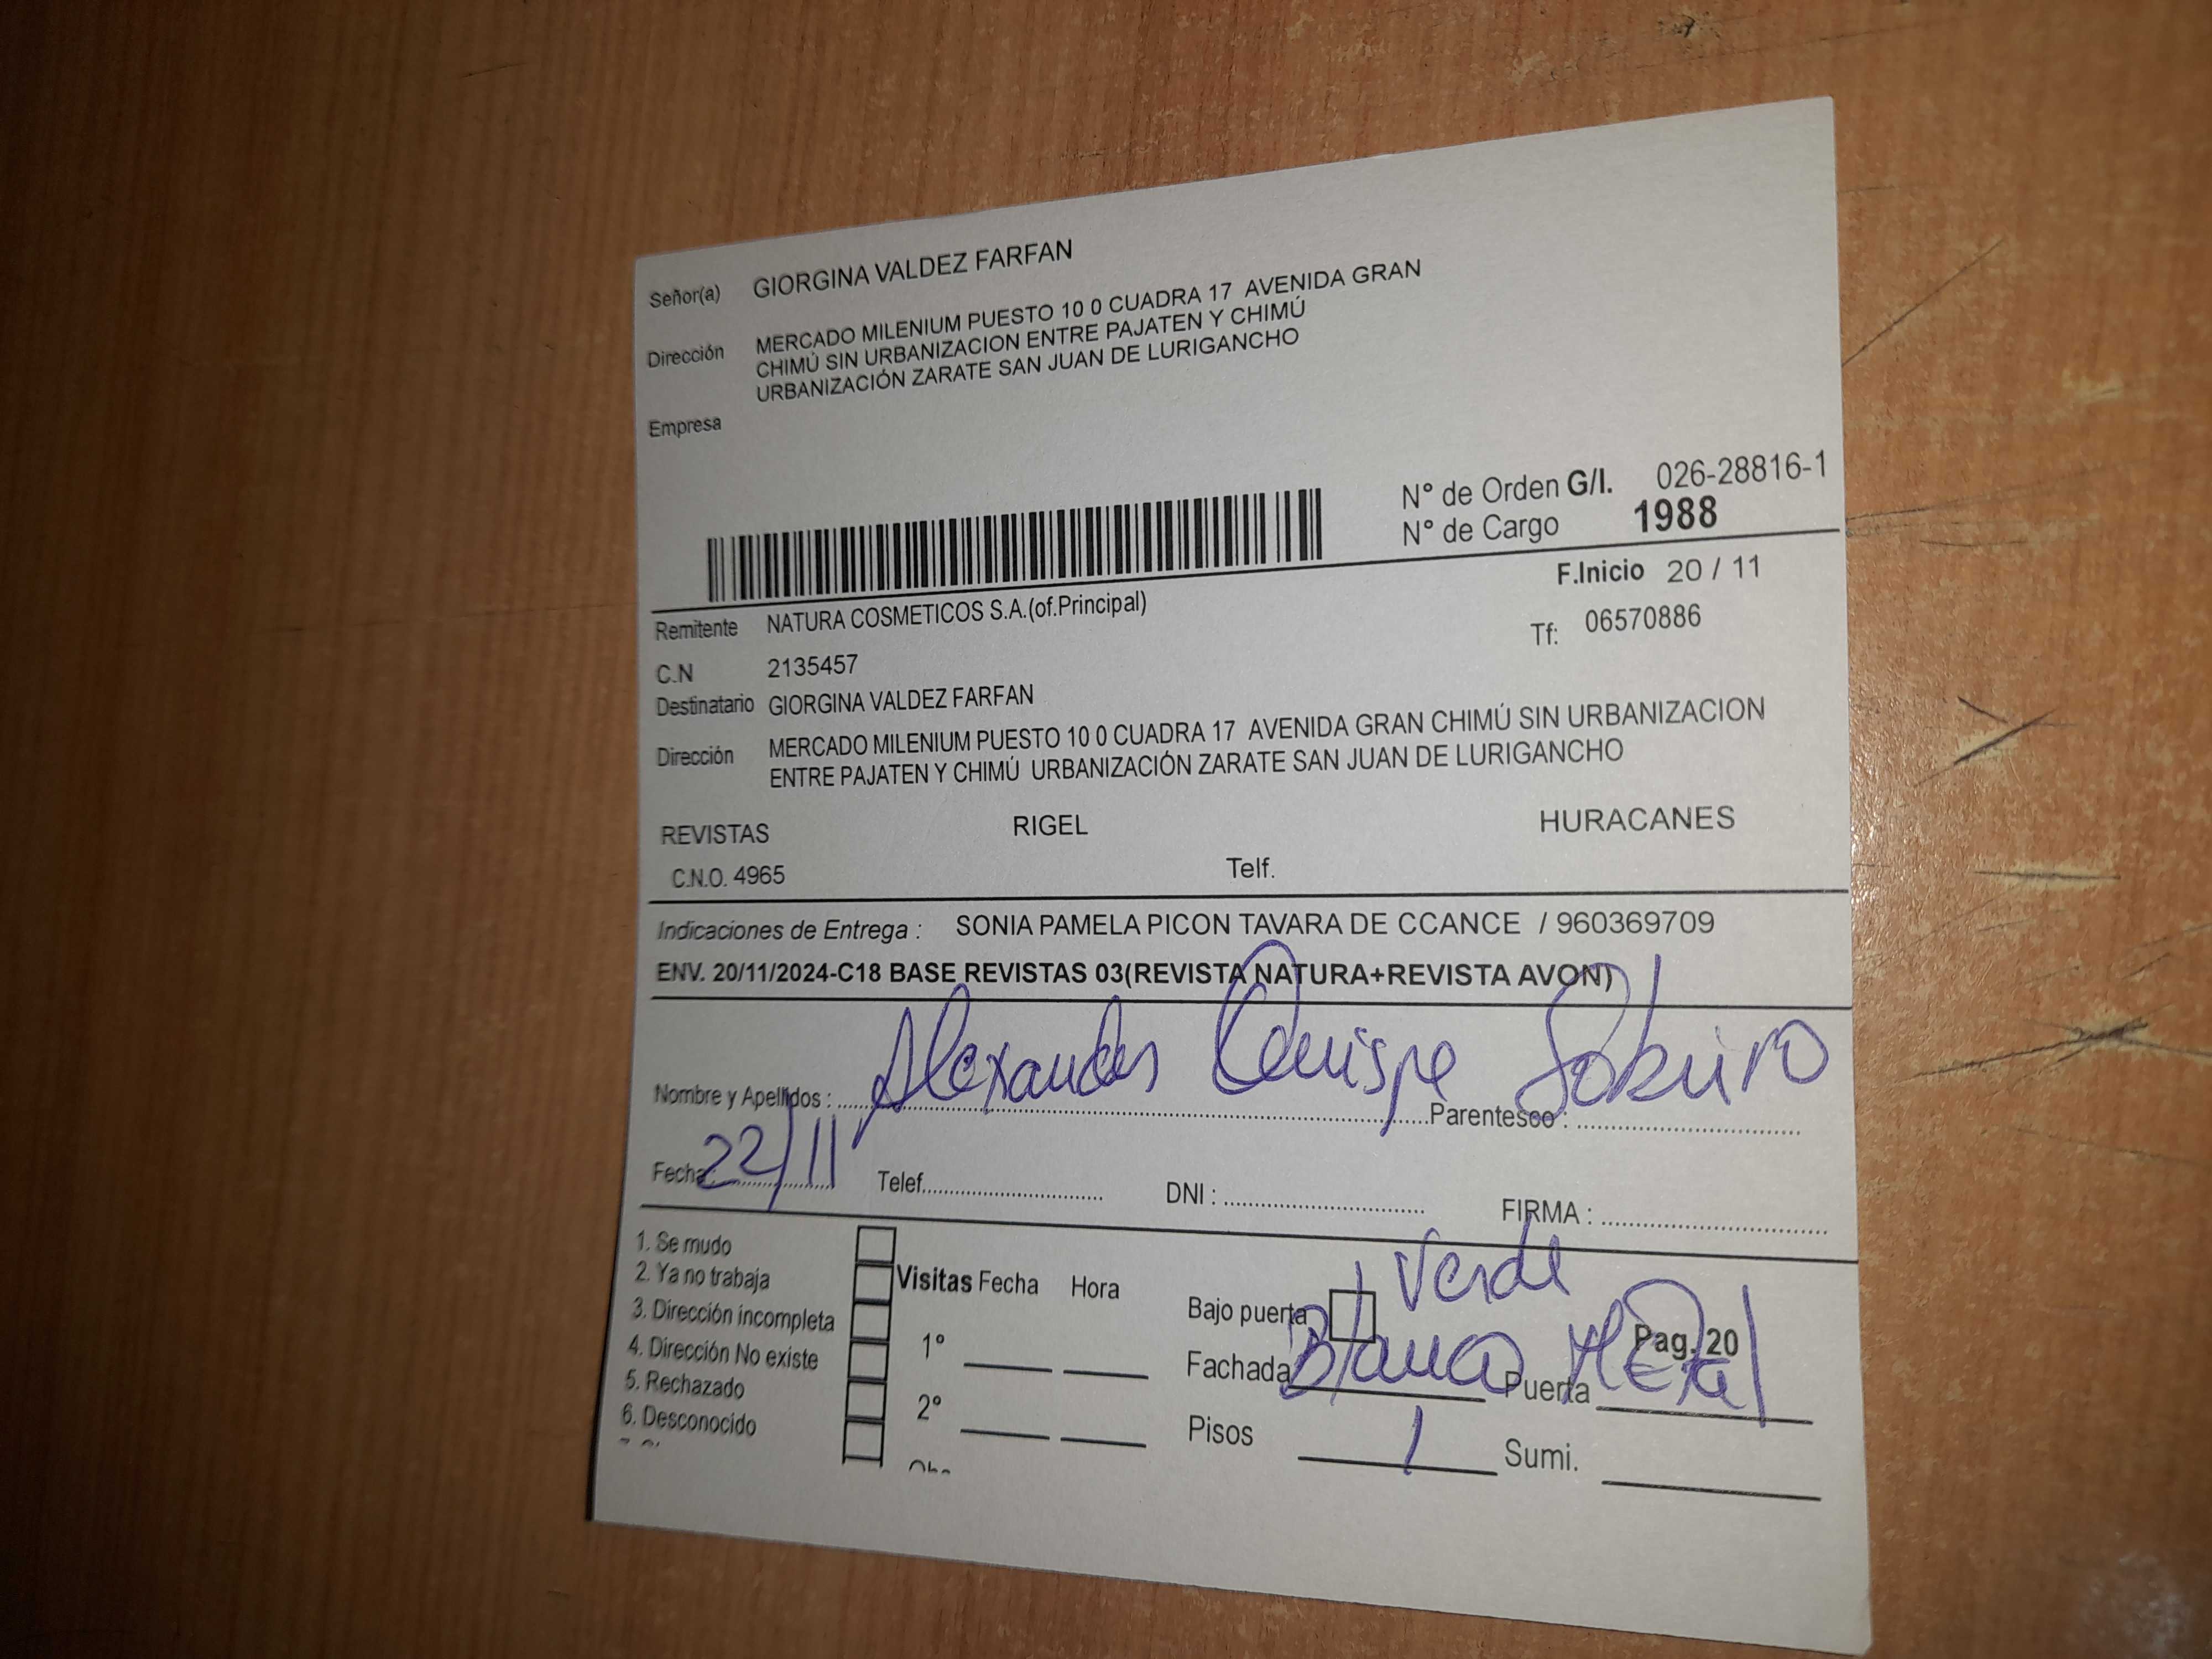 Señor(a) GIORGINA VALDEZ FARFAN
Dirección MERCADO MILENIUM PUESTO 10 0 CUADRA 17 AVENIDA GRAN
CHIMÚ SIN URBANIZACION ENTRE PAJATEN Y CHIMÚ
URBANIZACIÓN ZARATE SAN JUAN DE LURIGANCHO
Empresa
N° de Orden G/I. 026-28816-1
N° de Cargo 1988
F.Inicio 20 / 11
Remitente NATURA COSMETICOS S.A.(of.Principal)
Tf: 06570886
C.N 2135457
Destinatario GIORGINA VALDEZ FARFAN
Dirección MERCADO MILENIUM PUESTO 10 0 CUADRA 17 AVENIDA GRAN CHIMÚ SIN URBANIZACION
ENTRE PAJATEN Y CHIMÚ URBANIZACIÓN ZARATE SAN JUAN DE LURIGANCHO
REVISTAS RIGEL HURACANES
C.N.O. 4965 Telf.
Indicaciones de Entrega : SONIA PAMELA PICON TAVARA DE CCANCE / 960369709
ENV. 20/11/2024-C18 BASE REVISTAS 03(REVISTA NATURA+REVISTA AVON)
Nombre y Apellidos : Alexander Quispe Parentesco : Sobrino
Fecha: 22/11 Telef. DNI : FIRMA :
1. Se mudo
2. Ya no trabaja
3. Dirección incompleta
4. Dirección No existe
5. Rechazado
6. Desconocido
Visitas Fecha Hora
1°
2°
Verde
Bajo puerta
Pag. 20
Fachada Blanca Puerta Metal
Pisos 1 Sumi.